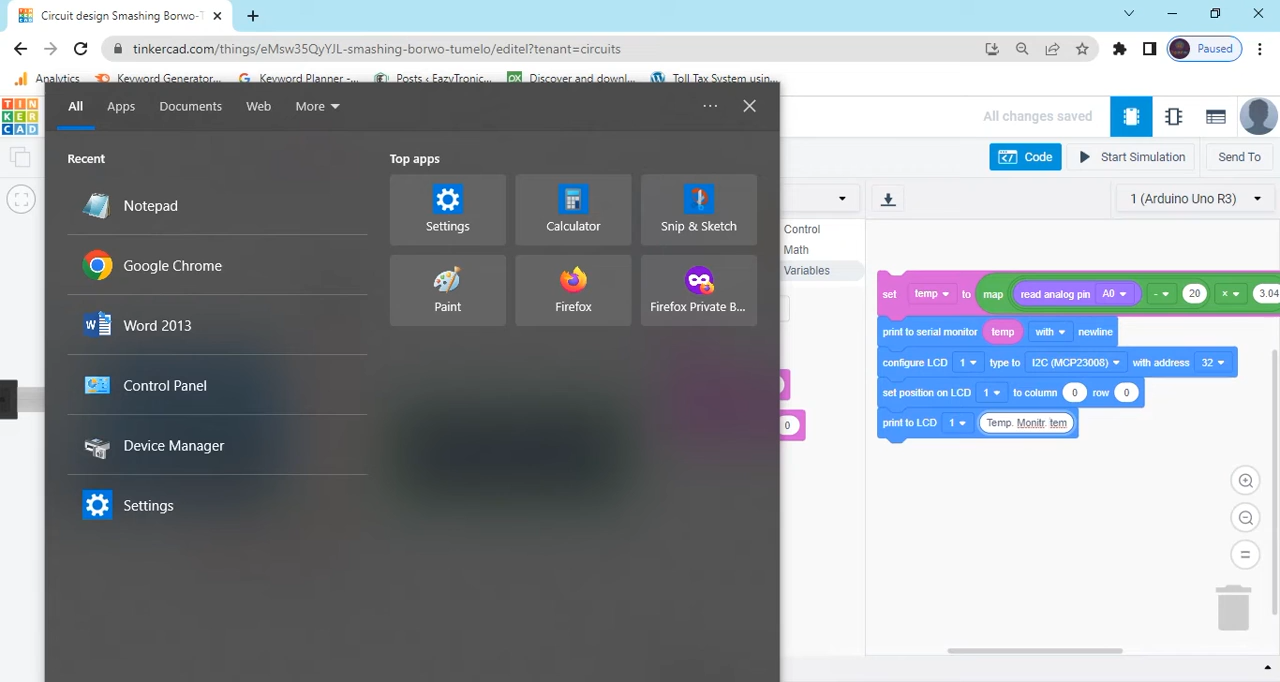 Circuit design Smashing Borwo-T
tinkercad.com/things/eMsw35QyYJL-smashing-borwo-tumelo/editel?tenant=circuits
Paused
Analytics
Keyword Generator...
Keyword Planner -...
Posts ‹ EazyTronic...
Discover and downl...
Toll Tax System usin...
TIN
KER
CAD
All
Apps
Documents
Web
More
All changes saved
Code
Start Simulation
Send To
1 (Arduino Uno R3)
Recent
Notepad
Google Chrome
Word 2013
Control Panel
Device Manager
Settings
Top apps
Settings
Calculator
Snip & Sketch
Paint
Firefox
Firefox Private B...
Control
Math
Variables
0
set temp to map read analog pin A0 - 20 x 3.04
print to serial monitor temp with newline
configure LCD 1 type to I2C (MCP23008) with address 32
set position on LCD 1 to column 0 row 0
print to LCD 1 Temp. Monitr. tem